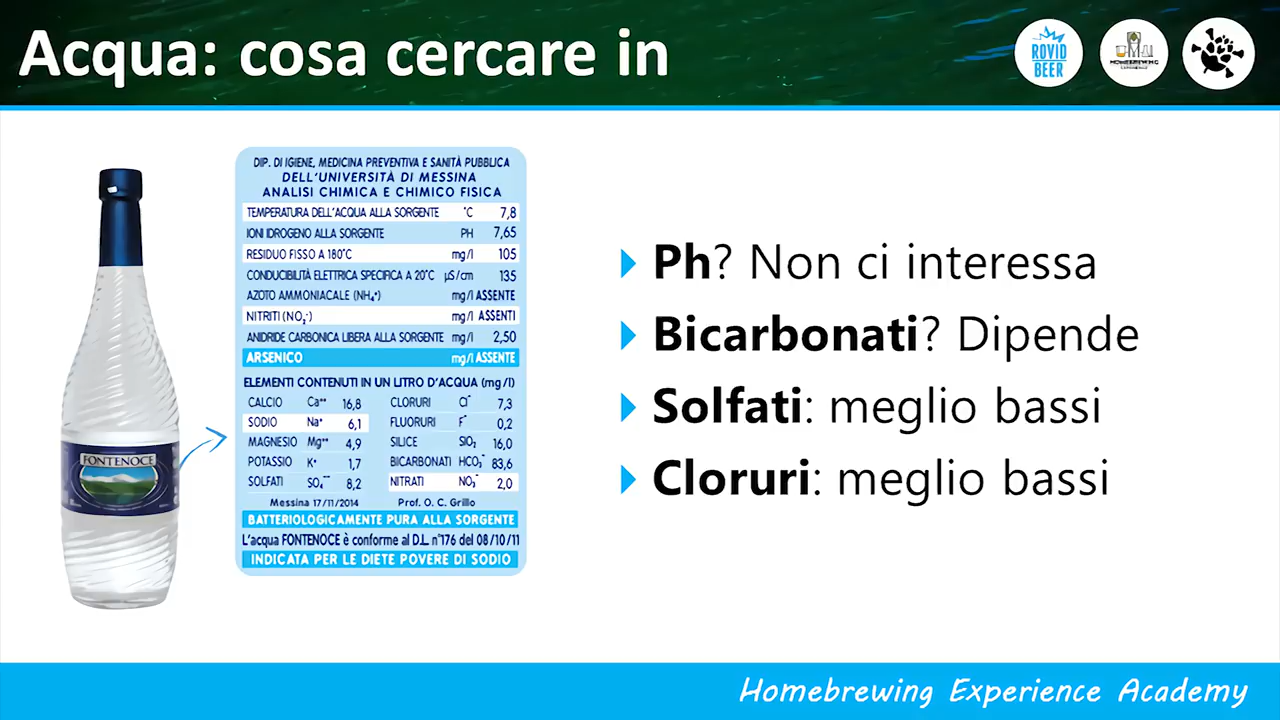 Acqua: cosa cercare in
ROVID
BEER
HOMEBREWING
EXPERIENCE
DIP. DI IGIENE, MEDICINA PREVENTIVA E SANITÀ PUBBLICA
DELL'UNIVERSITÀ DI MESSINA
ANALISI CHIMICA E CHIMICO FISICA
TEMPERATURA DELL'ACQUA ALLA SORGENTE °C 7,8
IONI IDROGENO ALLA SORGENTE PH 7,65
RESIDUO FISSO A 180°C mg/l 105
CONDUCIBILITÀ ELETTRICA SPECIFICA A 20°C µS/cm 135
AZOTO AMMONIACALE (NH₄⁺) mg/l ASSENTE
NITRITI (NO₂⁻) mg/l ASSENTI
ANIDRIDE CARBONICA LIBERA ALLA SORGENTE mg/l 2,50
ARSENICO mg/l ASSENTE
ELEMENTI CONTENUTI IN UN LITRO D'ACQUA (mg/l)
CALCIO Ca⁺⁺ 16,8 CLORURI Cl⁻ 7,3
SODIO Na⁺ 6,1 FLUORURI F⁻ 0,2
MAGNESIO Mg⁺⁺ 4,9 SILICE SIO₂ 16,0
POTASSIO K⁺ 1,7 BICARBONATI HCO₃⁻ 83,6
SOLFATI SO₄⁻⁻ 8,2 NITRATI NO₃⁻ 2,0
Messina 17/11/2014 Prof. O. C. Grillo
BATTERIOLOGICAMENTE PURA ALLA SORGENTE
L'acqua FONTENOCE è conforme al D.L. n°176 del 08/10/11
INDICATA PER LE DIETE POVERE DI SODIO
FONTENOCE
Ph? Non ci interessa
Bicarbonati? Dipende
Solfati: meglio bassi
Cloruri: meglio bassi
Homebrewing Experience Academy